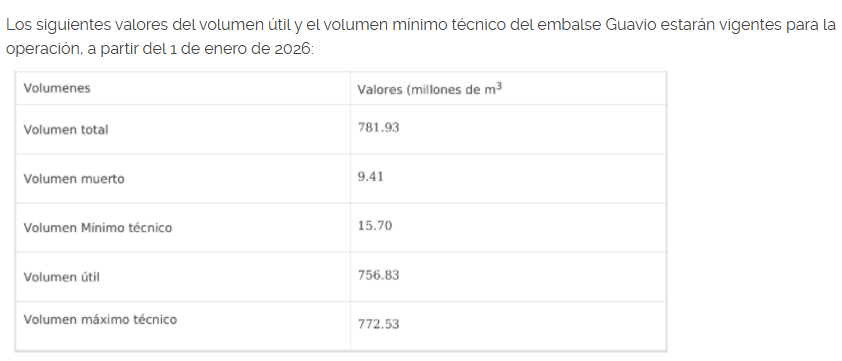 Los siguientes valores del volumen útil y el volumen mínimo técnico del embalse Guavio estarán vigentes para la
operación, a partir del 1 de enero de 2026:
Volumenes Valores (millones de m³
Volumen total 781.93
Volumen muerto 9.41
Volumen Mínimo técnico 15.70
Volumen útil 756.83
Volumen máximo técnico 772.53